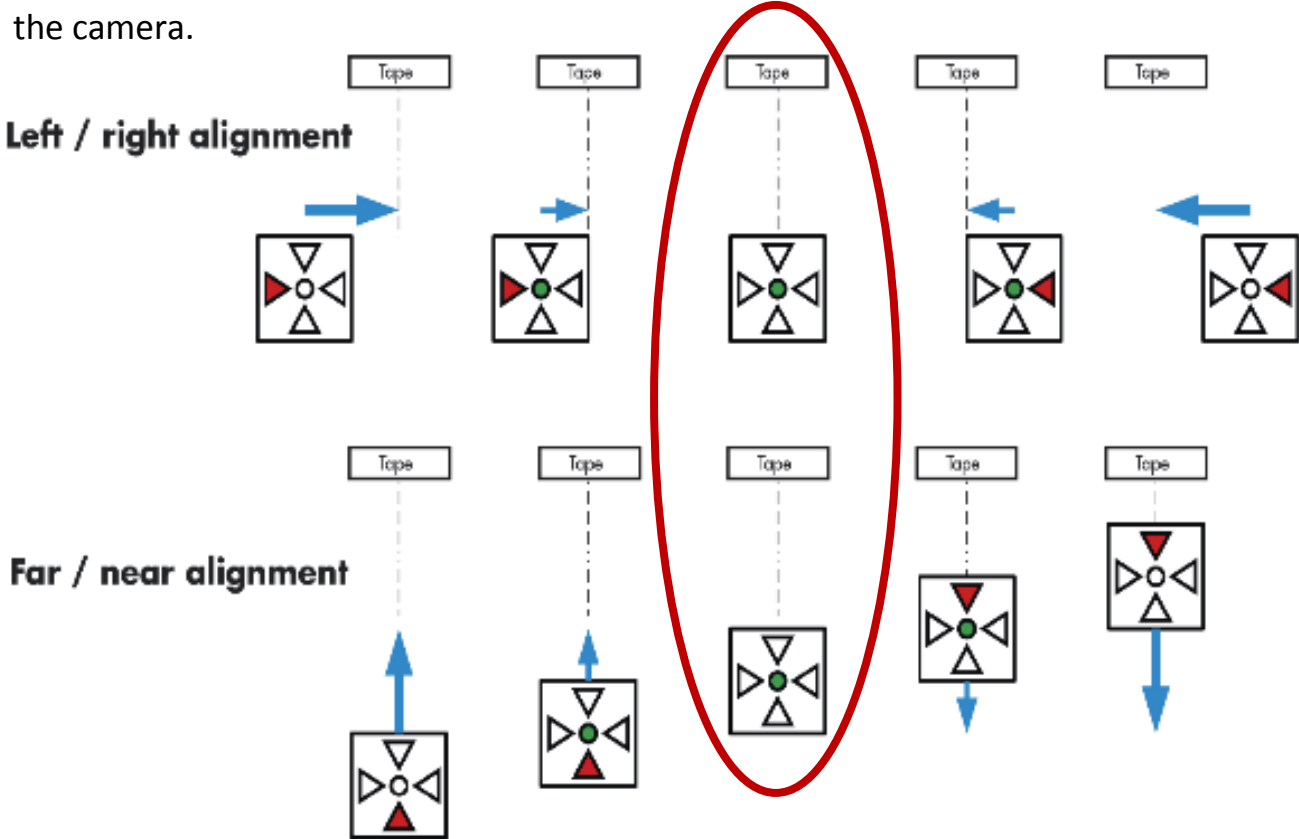 the camera.
Tape Tape Tape Tape Tape
Left / right alignment
Tape Tape Tape Tape Tape
Far / near alignment